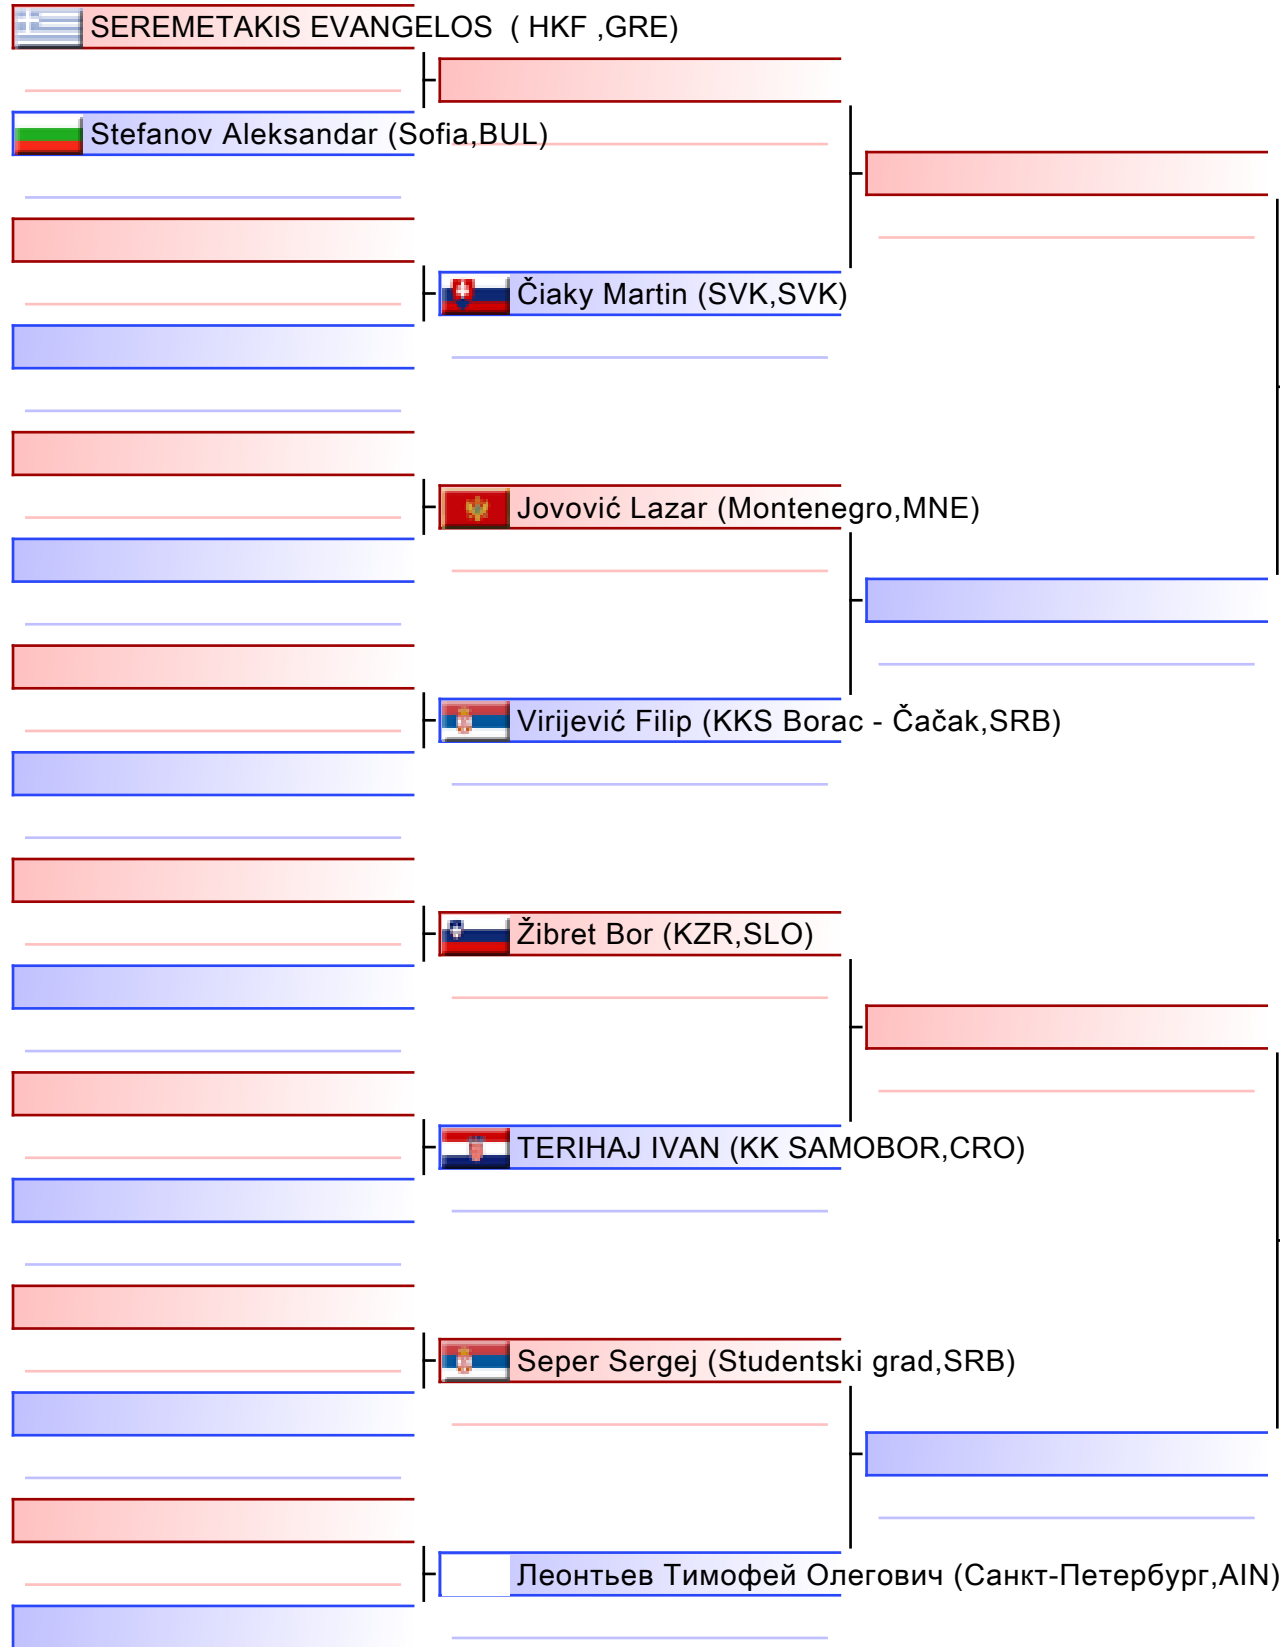 SEREMETAKIS EVANGELOS  ( HKF ,GRE)
Stefanov Aleksandar (Sofia,BUL)
Čiaky Martin (SVK,SVK)
Jovović Lazar (Montenegro,MNE)
Virijević Filip (KKS Borac - Čačak,SRB)
Žibret Bor (KZR,SLO)
TERIHAJ IVAN (KK SAMOBOR,CRO)
Seper Sergej (Studentski grad,SRB)
Леонтьев Тимофей Олегович (Санкт-Петербург,AIN)